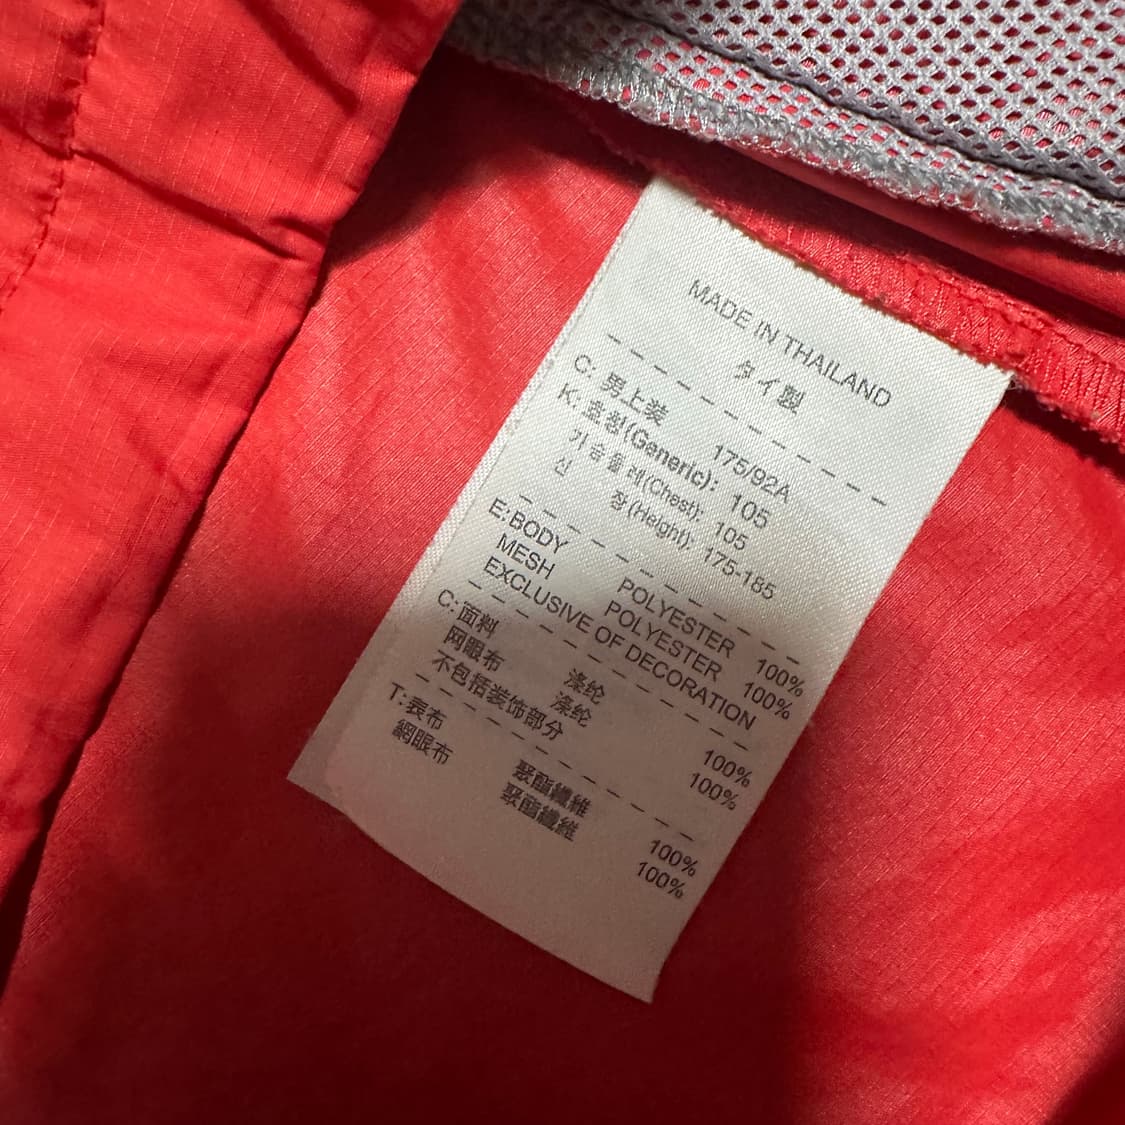 MADE IN THAILAND
タイ製
C: 男上装 175/92A
K: 호칭(Generic): 105
가슴둘레(Chest): 105
신 장(Height): 175-185
E:BODY POLYESTER 100%
MESH POLYESTER 100%
EXCLUSIVE OF DECORATION
C:面料 涤纶 100%
网眼布 涤纶 100%
不包括装饰部分
T:表布 聚酯纖維 100%
網眼布 聚酯纖維 100%